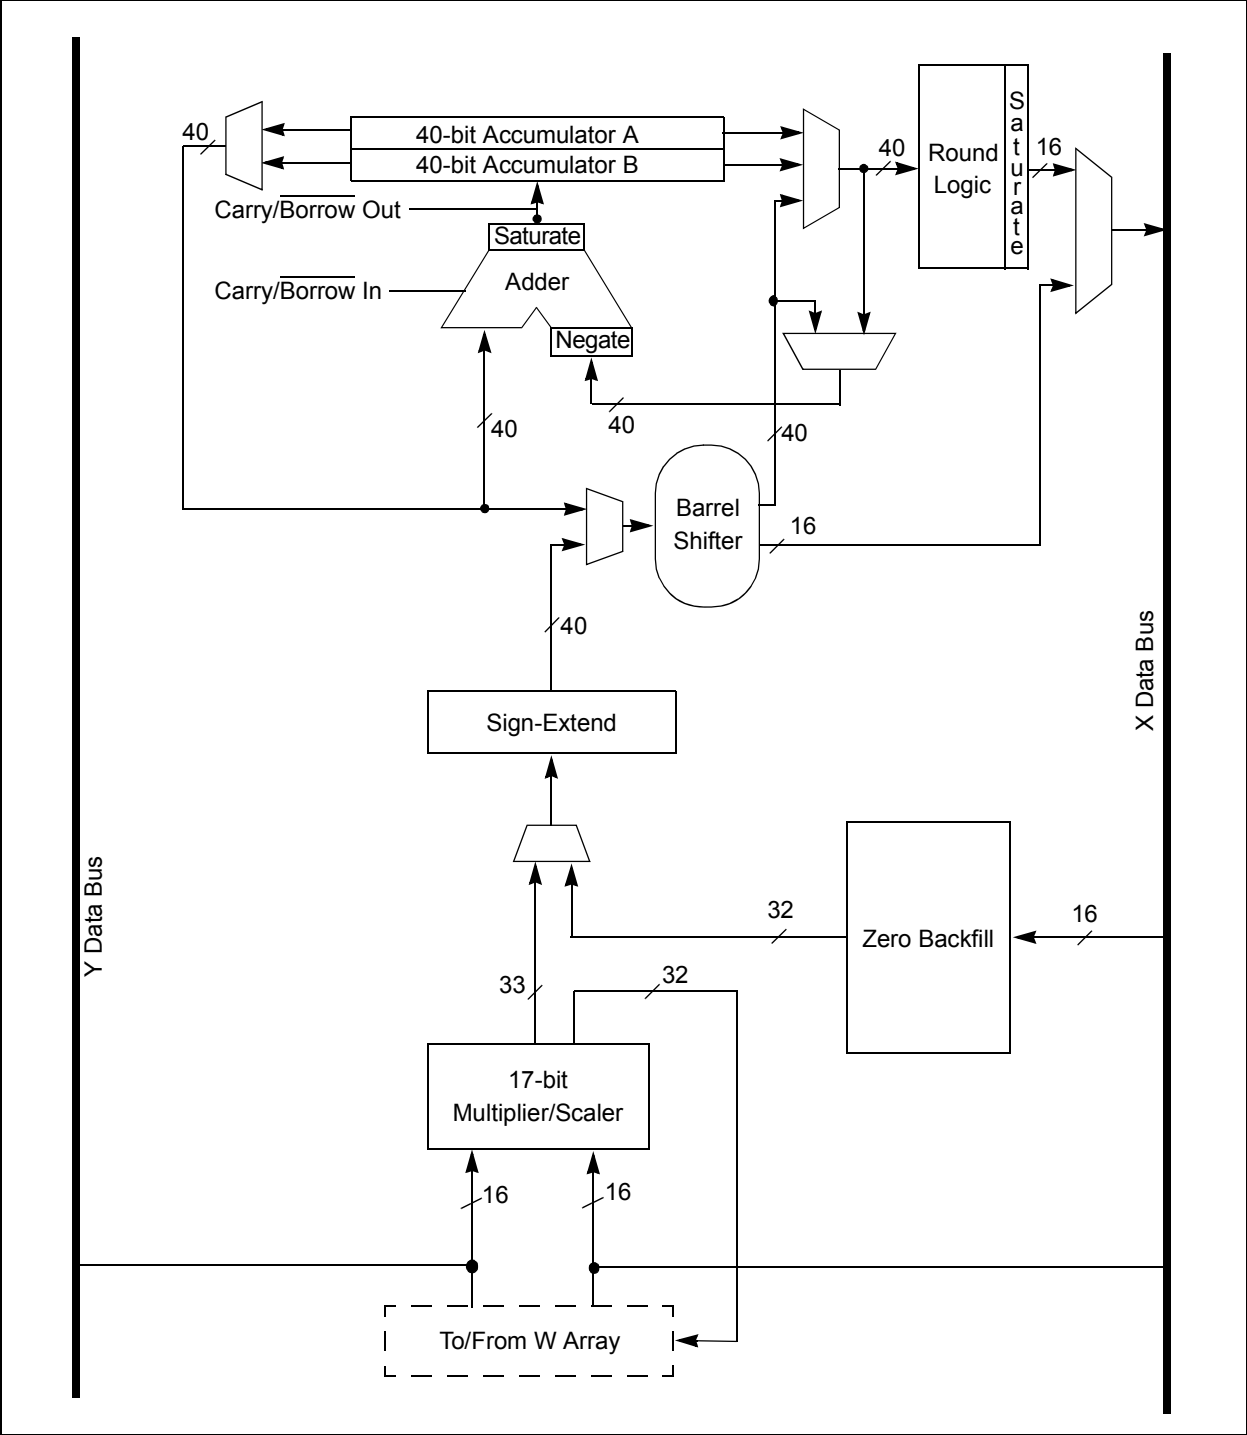 40
40-bit Accumulator A
40-bit Accumulator B
40
Round
Logic
Saturate
16
Carry/Borrow Out
Saturate
Adder
Carry/Borrow In
Negate
40
40
40
Barrel
Shifter
16
40
Sign-Extend
X Data Bus
Y Data Bus
32
Zero Backfill
16
33
32
17-bit
Multiplier/Scaler
16
16
To/From W Array